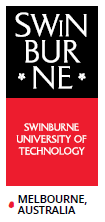 SWIN
BUR
NE
SWINBURNE
UNIVERSITY OF
TECHNOLOGY
MELBOURNE,
AUSTRALIA